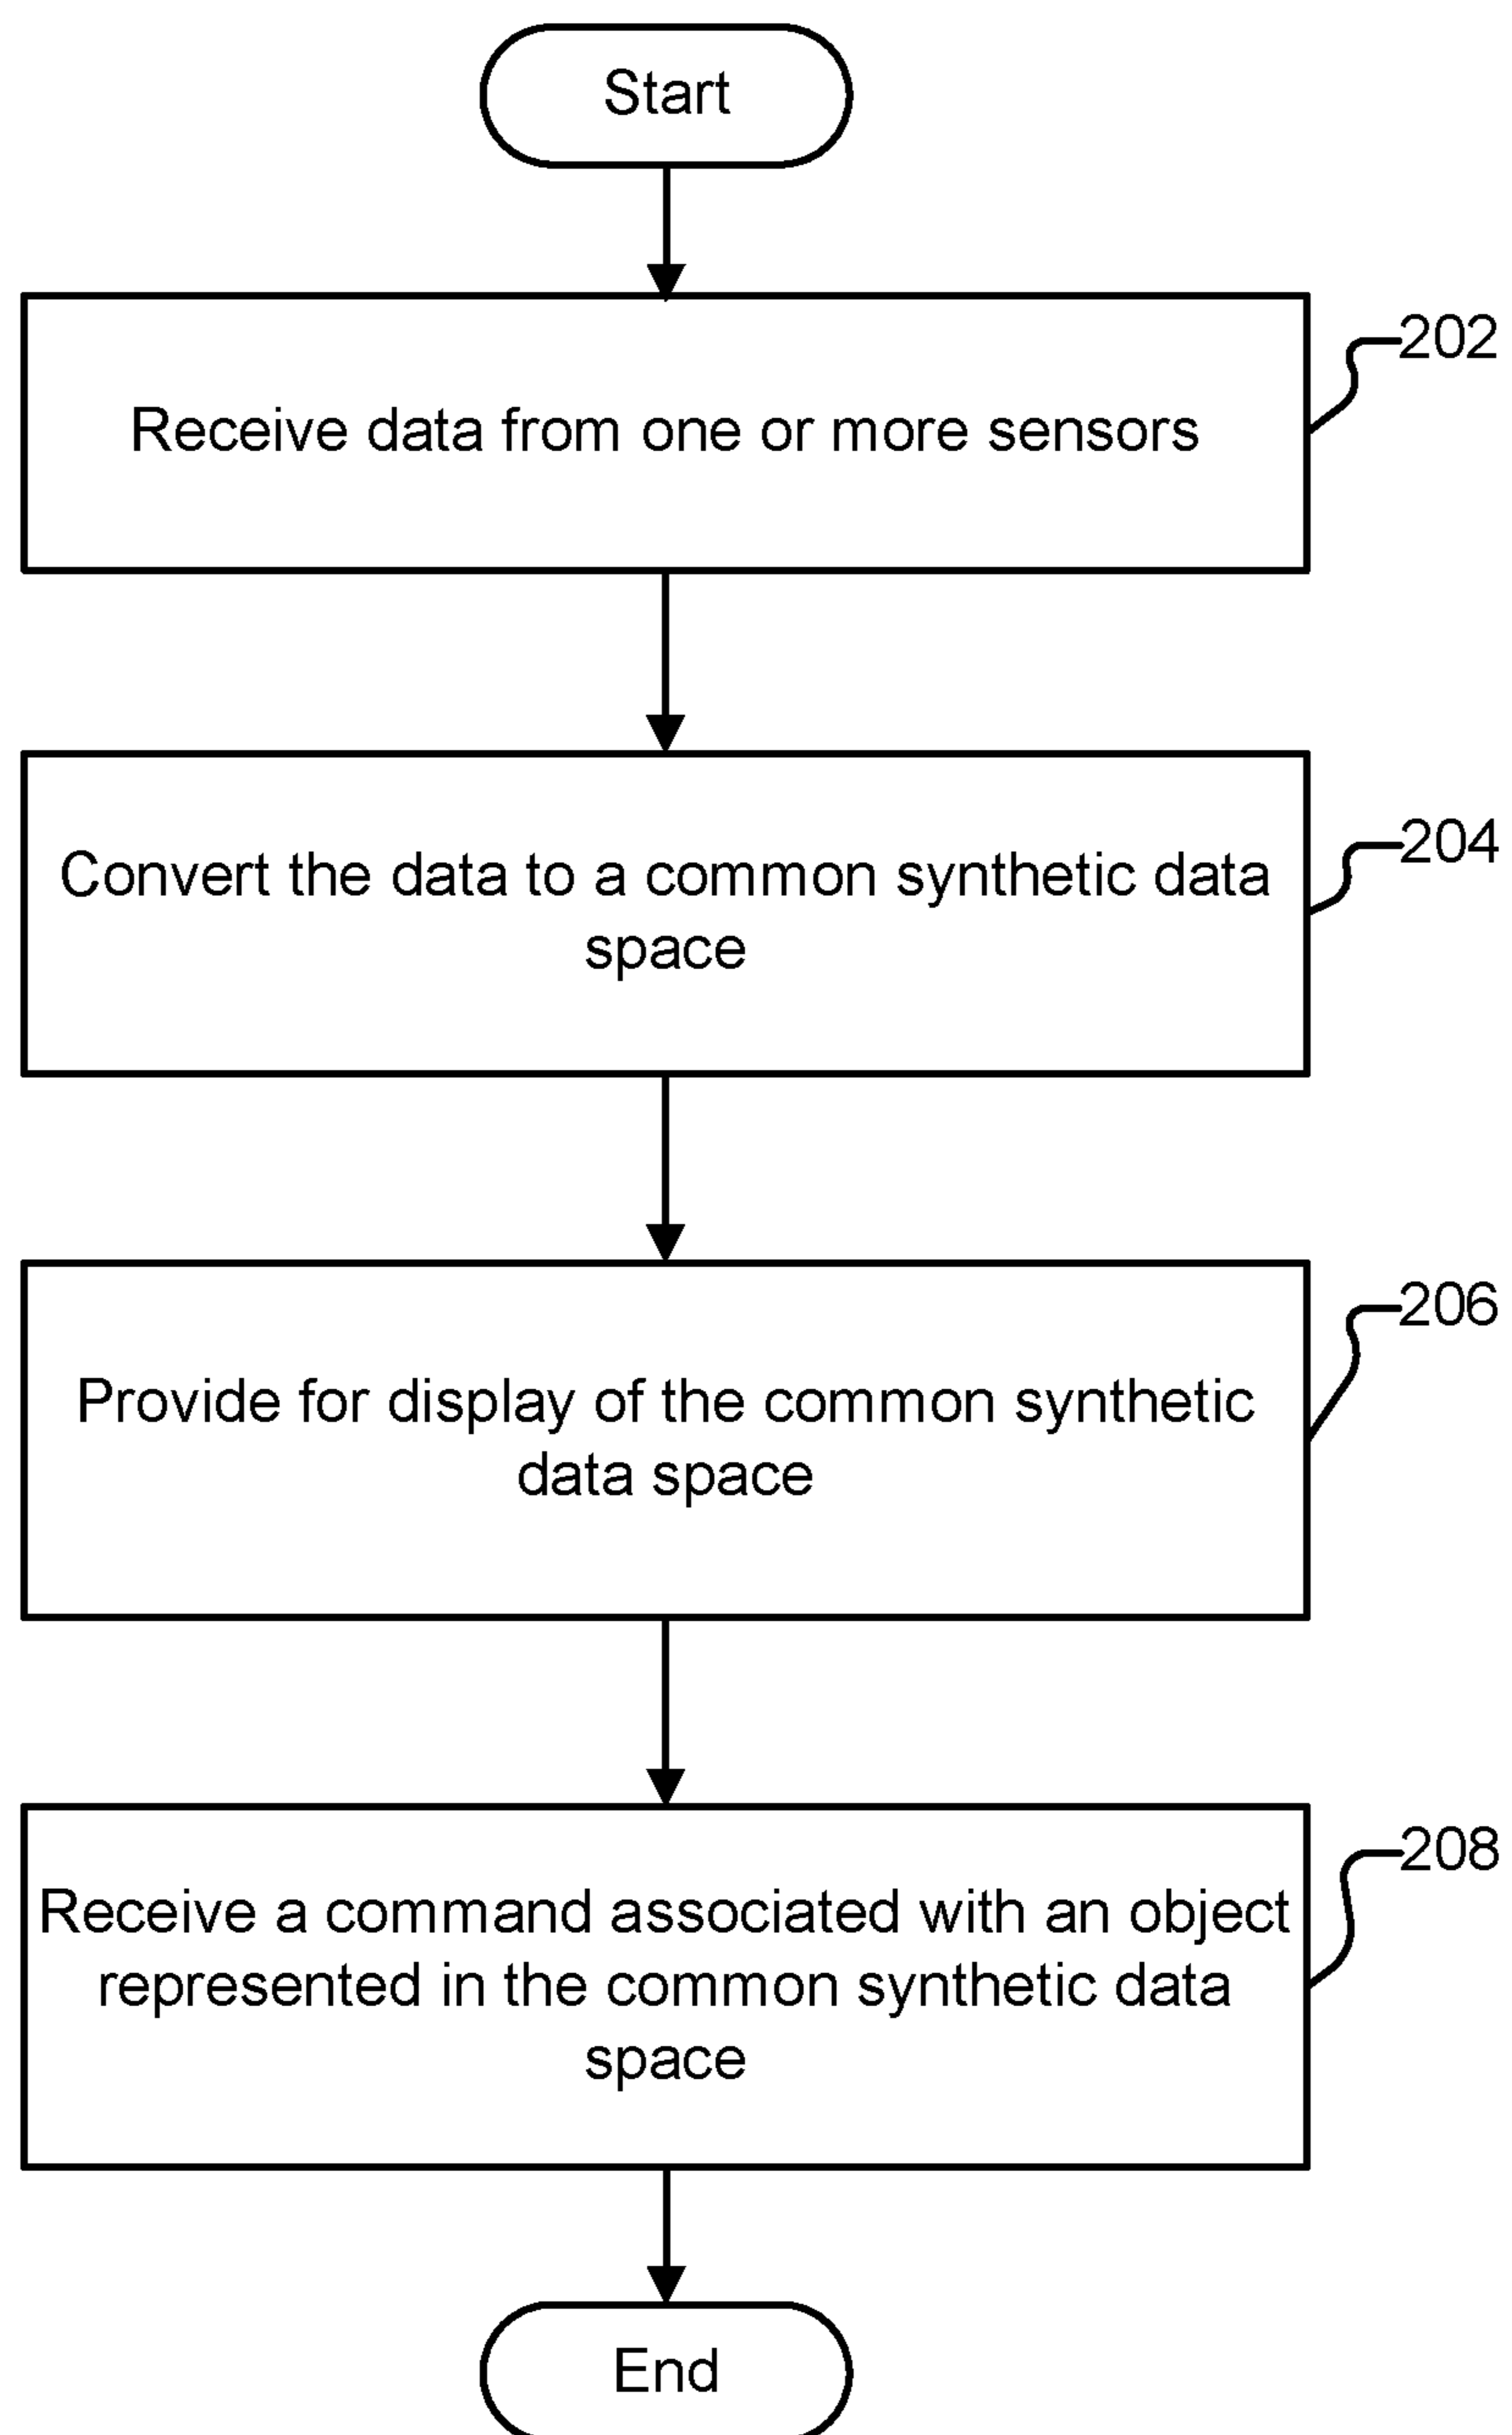 Start
202
Receive data from one or more sensors
204
Convert the data to a common synthetic data
space
206
Provide for display of the common synthetic
data space
208
Receive a command associated with an object
represented in the common synthetic data
space
End